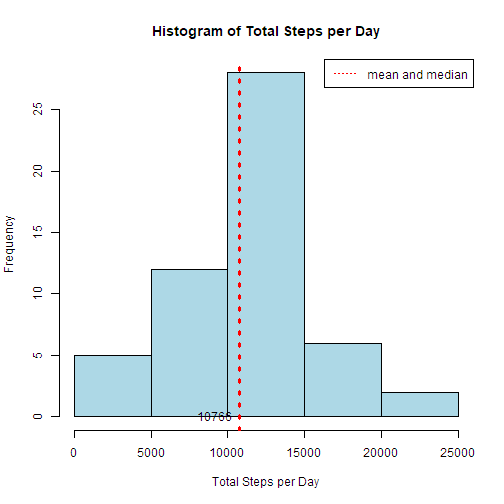 Histogram of Total Steps per Day
mean and median
Frequency
25
20
15
10
5
0
10766
0 5000 10000 15000 20000 25000
Total Steps per Day